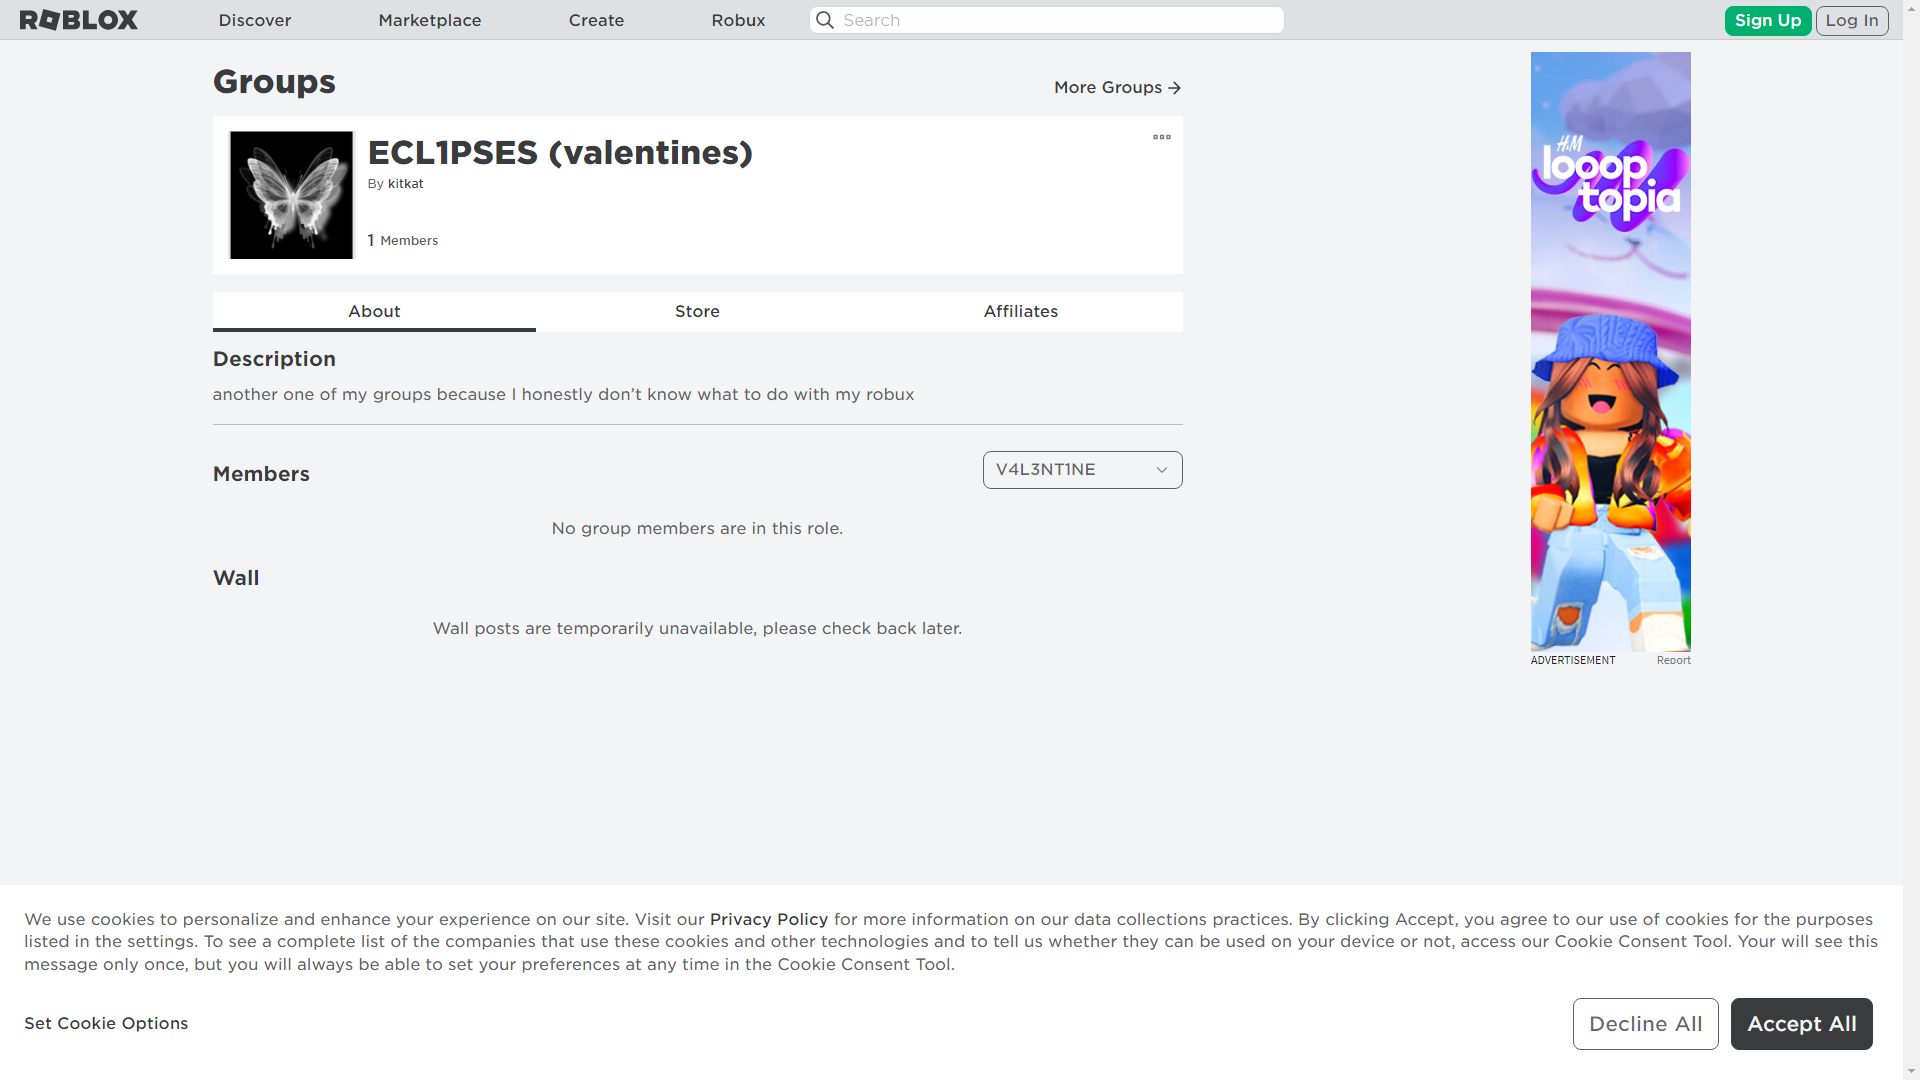 ROBLOX
Discover
Marketplace
Create
Robux
Search
Sign Up
Log In
Groups
More Groups
ECL1PSES (valentines)
By kitkat
1 Members
About
Store
Affiliates
Description
another one of my groups because I honestly don’t know what to do with my robux
Members
V4L3NT1NE
No group members are in this role.
Wall
Wall posts are temporarily unavailable, please check back later.
H&M
looop
topia
ADVERTISEMENT
Report
We use cookies to personalize and enhance your experience on our site. Visit our Privacy Policy for more information on our data collections practices. By clicking Accept, you agree to our use of cookies for the purposes
listed in the settings. To see a complete list of the companies that use these cookies and other technologies and to tell us whether they can be used on your device or not, access our Cookie Consent Tool. Your will see this
message only once, but you will always be able to set your preferences at any time in the Cookie Consent Tool.
Set Cookie Options
Decline All
Accept All